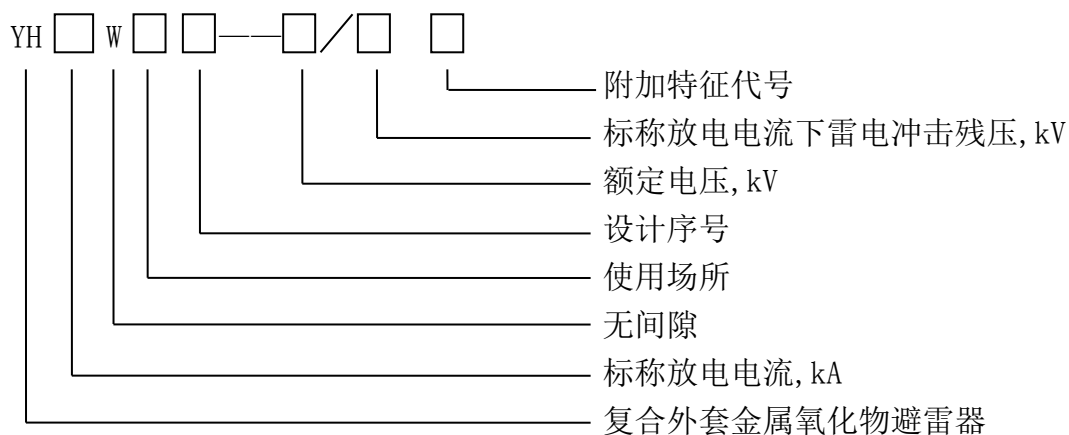 YH□W□□——□/□ □
附加特征代号
标称放电电流下雷电冲击残压,kV
额定电压,kV
设计序号
使用场所
无间隙
标称放电电流,kA
复合外套金属氧化物避雷器